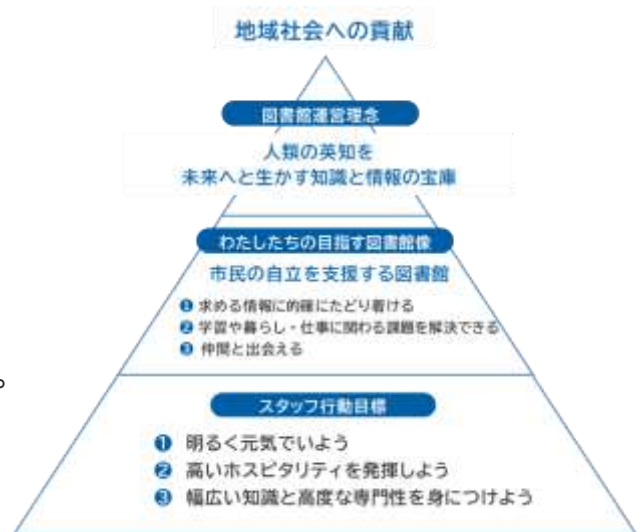 地域社会への貢献
図書館運営理念
人類の英知を
未来へと生かす知識と情報の宝庫
わたしたちの目指す図書館像
市民の自立を支援する図書館
❶ 求める情報に的確にたどり着ける
❷ 学習や暮らし・仕事に関わる課題を解決できる
❸ 仲間と出会える
。
スタッフ行動目標
❶ 明るく元気でいよう
❷ 高いホスピタリティを発揮しよう
❸ 幅広い知識と高度な専門性を身につけよう